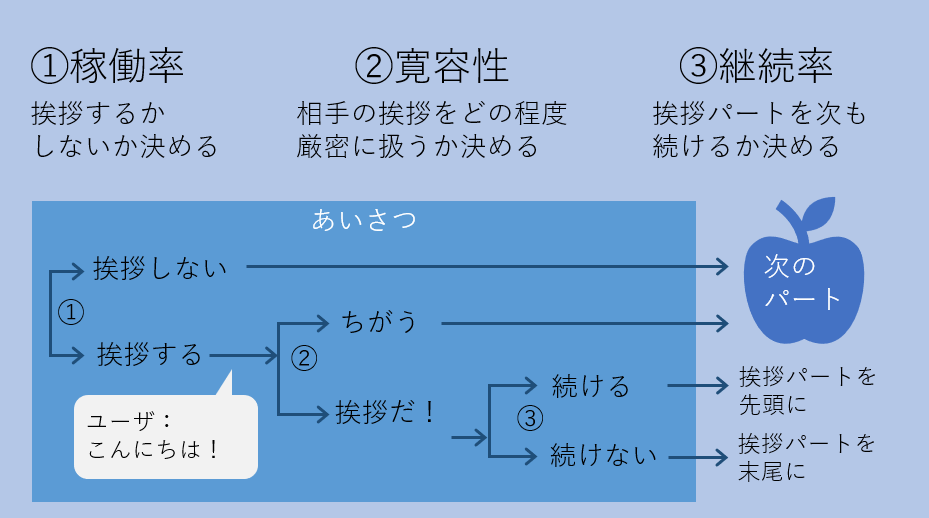 ①稼働率
挨拶するか
しないか決める
②寛容性
相手の挨拶をどの程度
厳密に扱うか決める
③継続率
挨拶パートを次も
続けるか決める
あいさつ
挨拶しない
①
挨拶する
ユーザ：
こんにちは！
②
ちがう
挨拶だ！
③
続ける
続けない
次の
パート
挨拶パートを
先頭に
挨拶パートを
末尾に